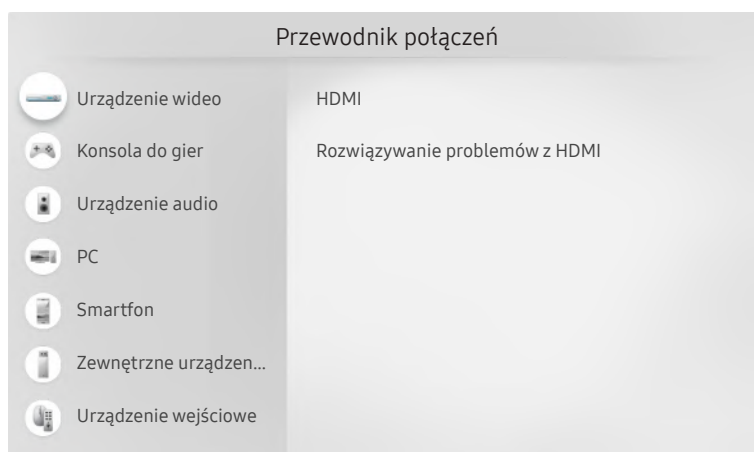 Przewodnik połączeń
Urządzenie wideo
Konsola do gier
Urządzenie audio
PC
Smartfon
Zewnętrzne urządzen...
Urządzenie wejściowe
HDMI
Rozwiązywanie problemów z HDMI